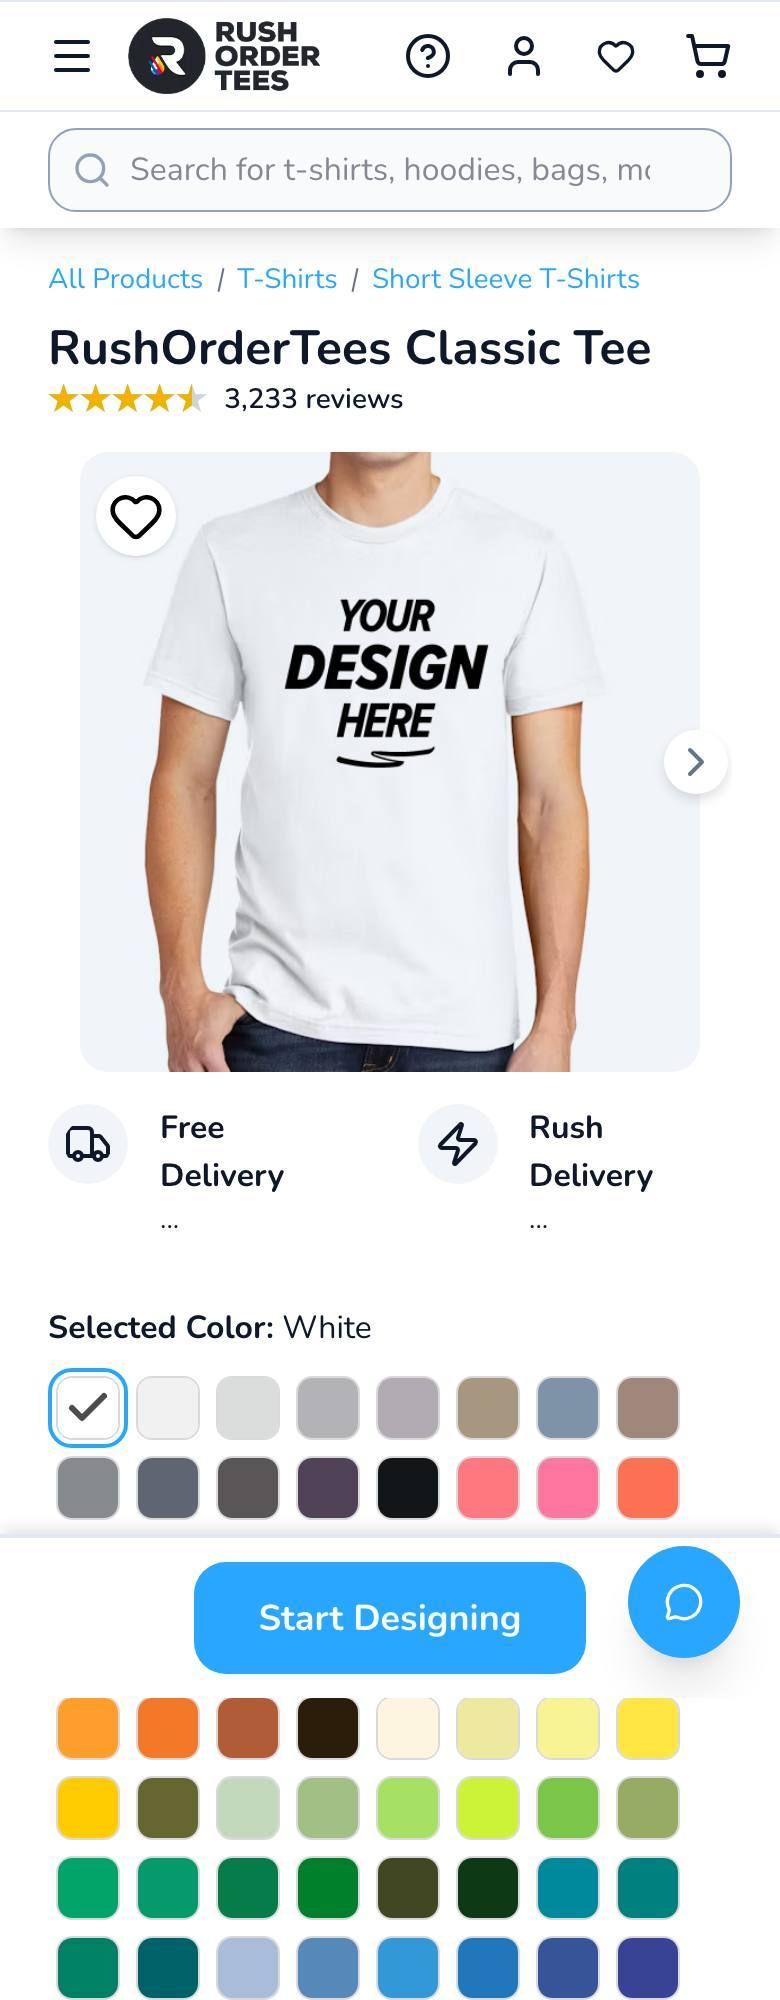 RUSH
ORDER
TEES
Search for t-shirts, hoodies, bags, mo
All Products / T-Shirts / Short Sleeve T-Shirts
RushOrderTees Classic Tee
3,233 reviews
YOUR
DESIGN
HERE
Free
Delivery
...
Rush
Delivery
...
Selected Color: White
Start Designing